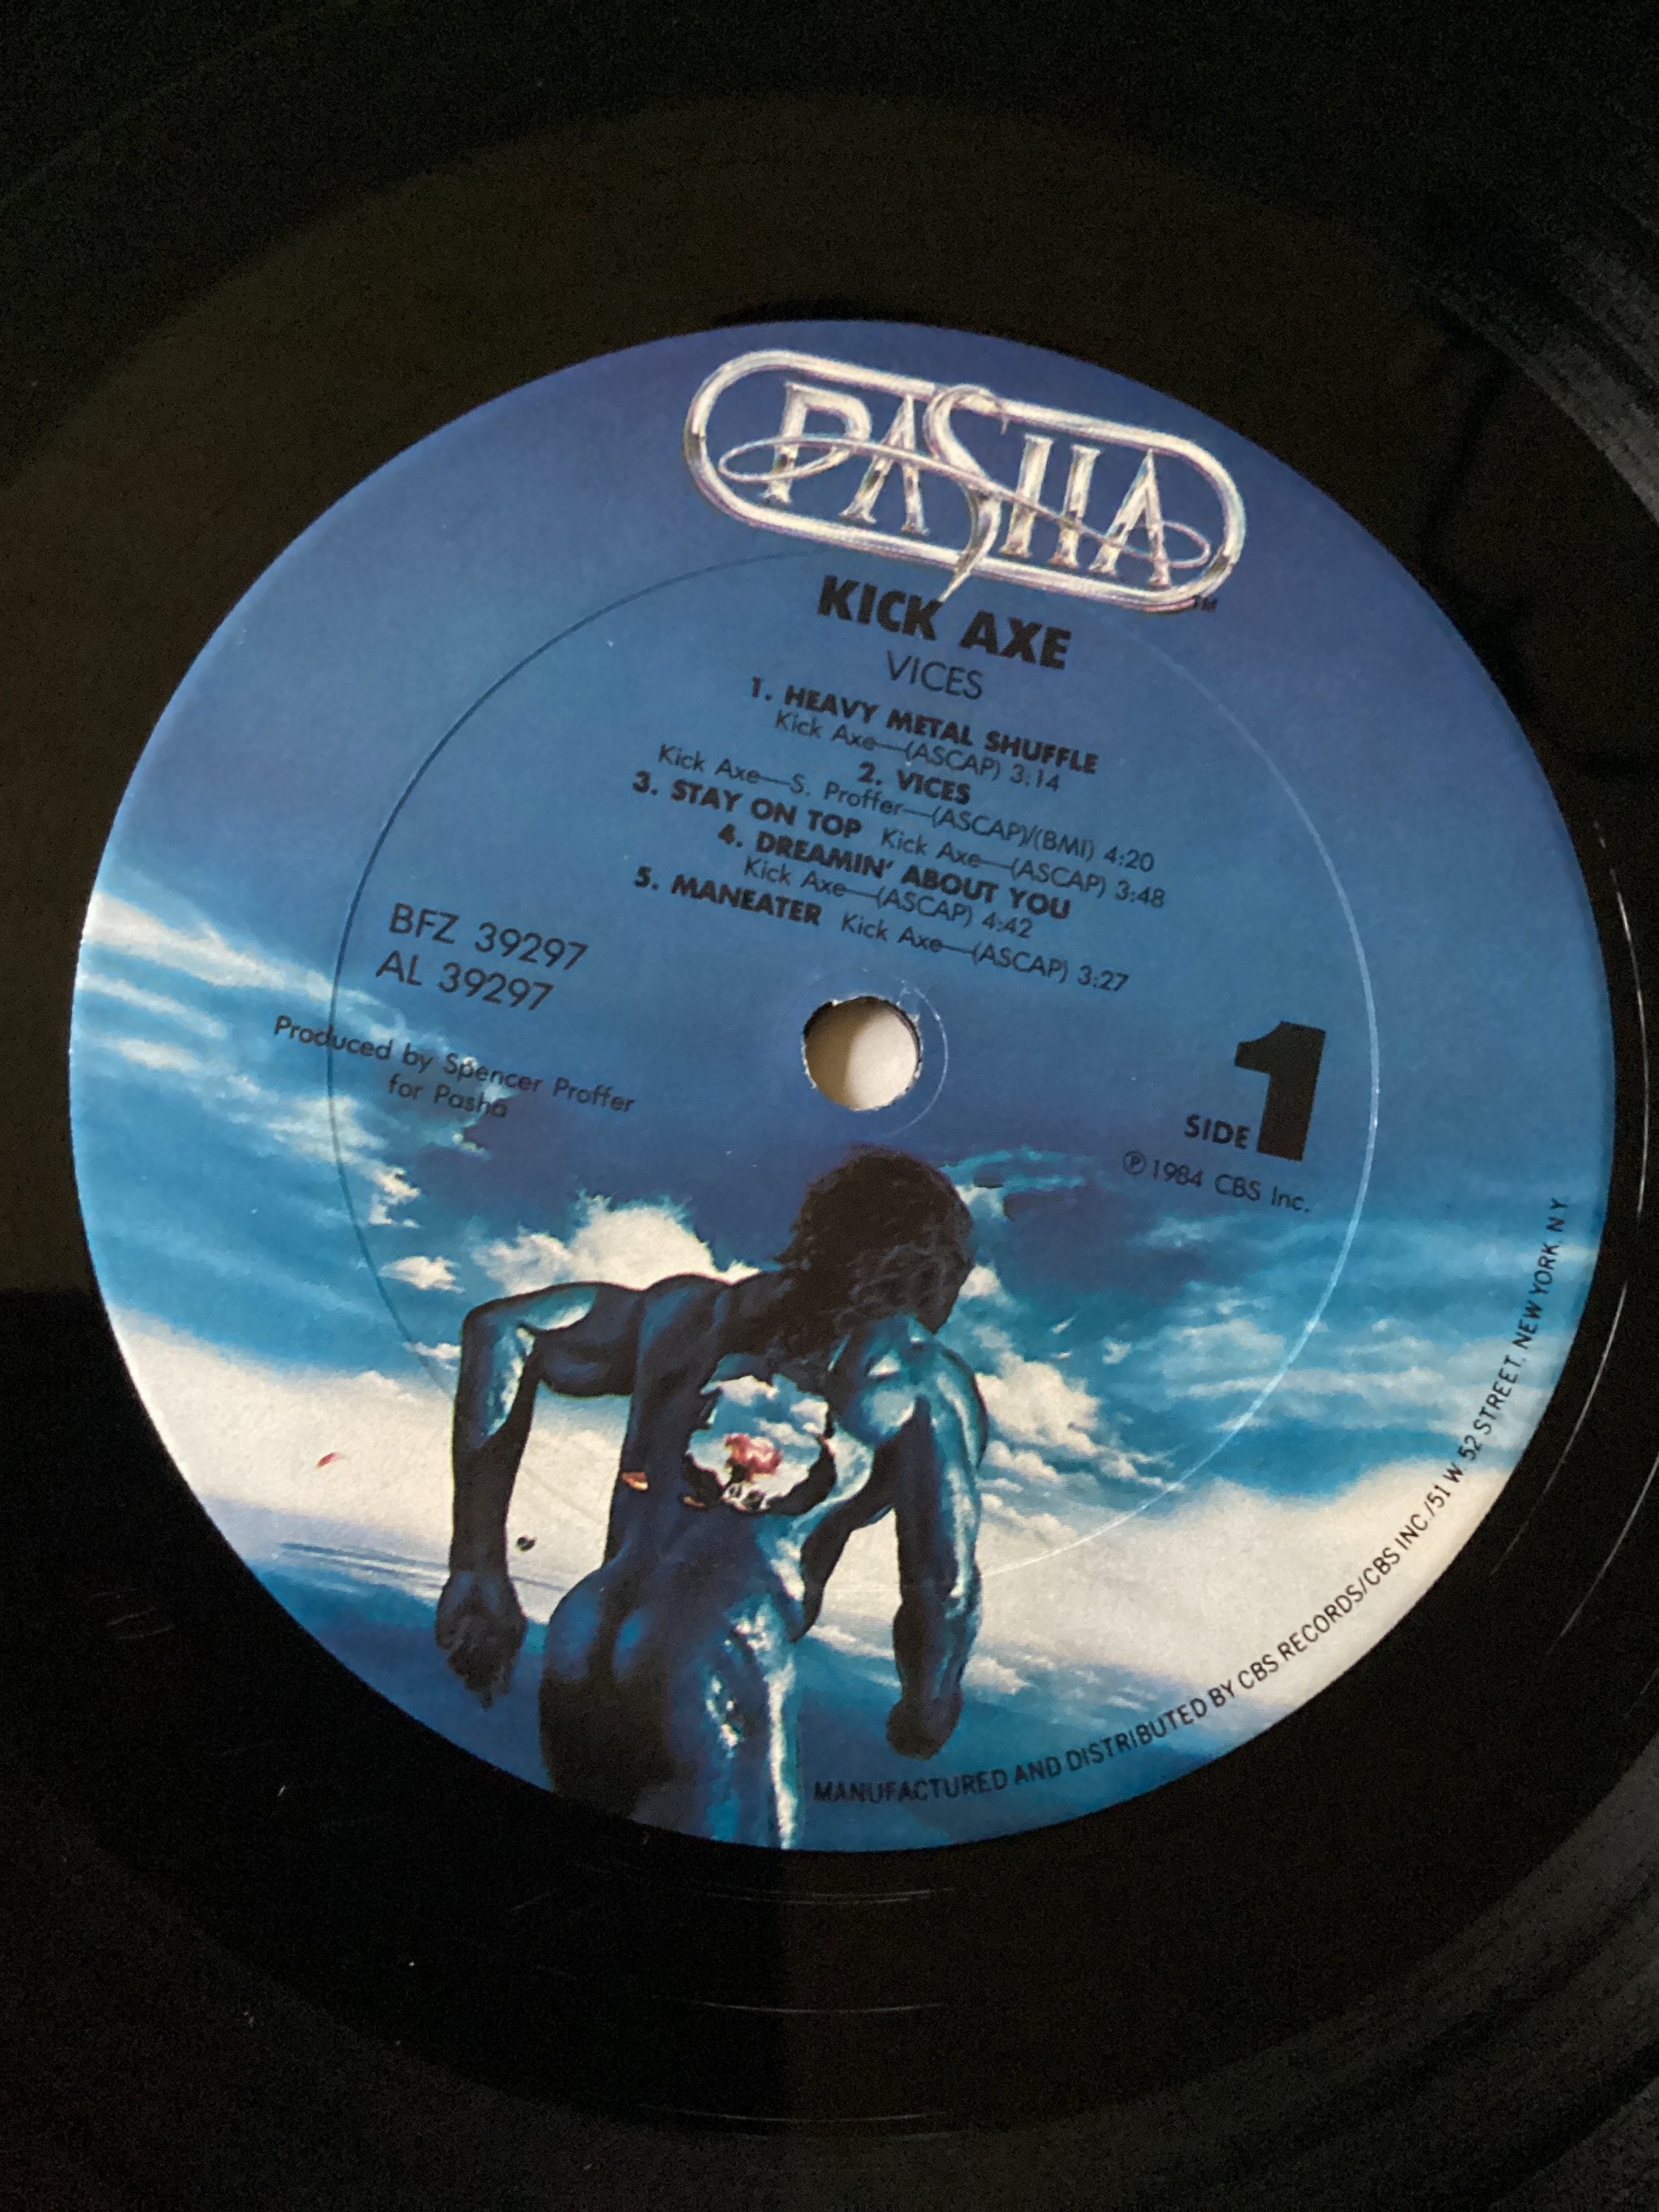 PASHA
TM
KICK AXE
VICES
1. HEAVY METAL SHUFFLE
Kick Axe—(ASCAP) 3:14
2. VICES
Kick Axe—S. Proffer—(ASCAP)/(BMI) 4:20
3. STAY ON TOP Kick Axe—(ASCAP) 3:48
4. DREAMIN' ABOUT YOU
Kick Axe—(ASCAP) 4:42
5. MANEATER Kick Axe—(ASCAP) 3:27
BFZ 39297
AL 39297
Produced by Spencer Proffer
for Pasha
SIDE 1
℗ 1984 CBS Inc.
MANUFACTURED AND DISTRIBUTED BY CBS RECORDS/CBS INC./51 W. 52 STREET, NEW YORK, N Y